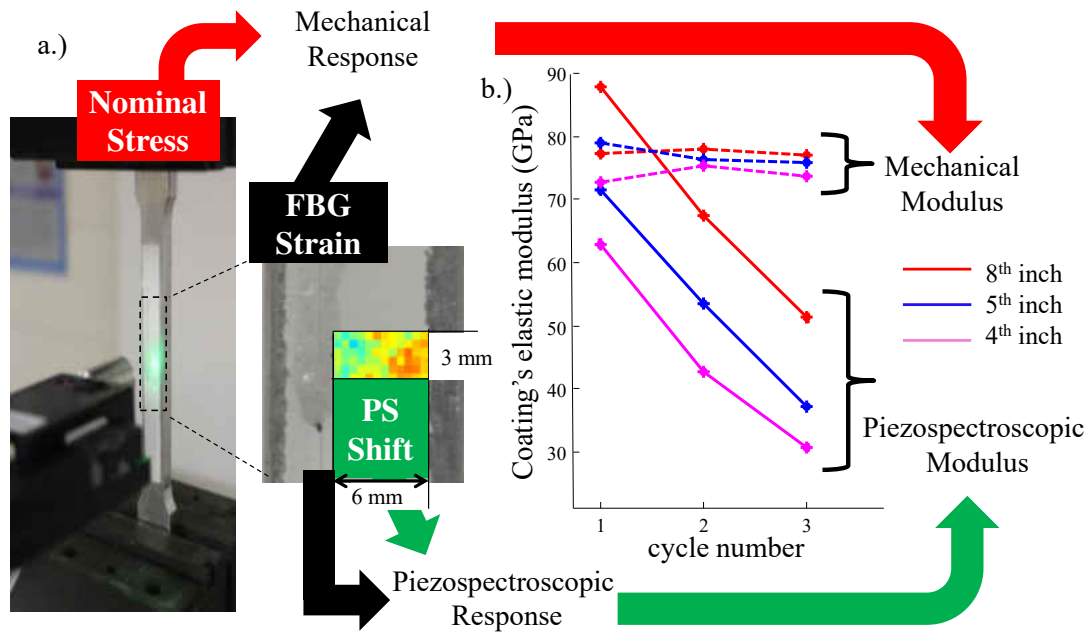 a.)
Mechanical
Response
Nominal
Stress
FBG
Strain
3 mm
PS
Shift
6 mm
Piezospectroscopic
Response
b.)
Coating's elastic modulus (GPa)
90
80
70
60
50
40
30
1
2
3
cycle number
Mechanical
Modulus
8th inch
5th inch
4th inch
Piezospectroscopic
Modulus